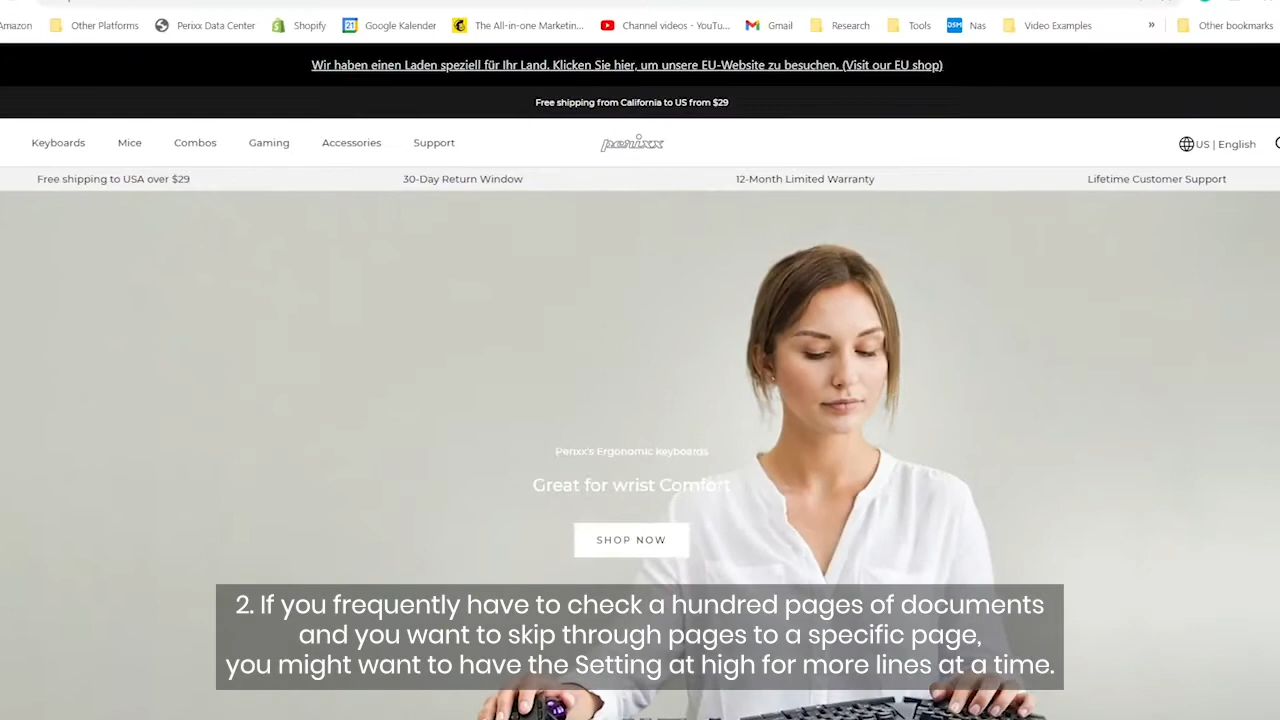 Amazon Other Platforms Perixx Data Center Shopify 21 Google Kalender The All-in-one Marketin... Channel videos - YouTu... Gmail Research Tools DSM Nas Video Examples » Other bookmarks
Wir haben einen Laden speziell für Ihr Land. Klicken Sie hier, um unsere EU-Website zu besuchen. (Visit our EU shop)
Free shipping from California to US from $29
Keyboards Mice Combos Gaming Accessories Support perixx US | English
Free shipping to USA over $29 30-Day Return Window 12-Month Limited Warranty Lifetime Customer Support
Perixx's Ergonomic Keyboards
Great for wrist Comfort
SHOP NOW
2. If you frequently have to check a hundred pages of documents
and you want to skip through pages to a specific page,
you might want to have the Setting at high for more lines at a time.